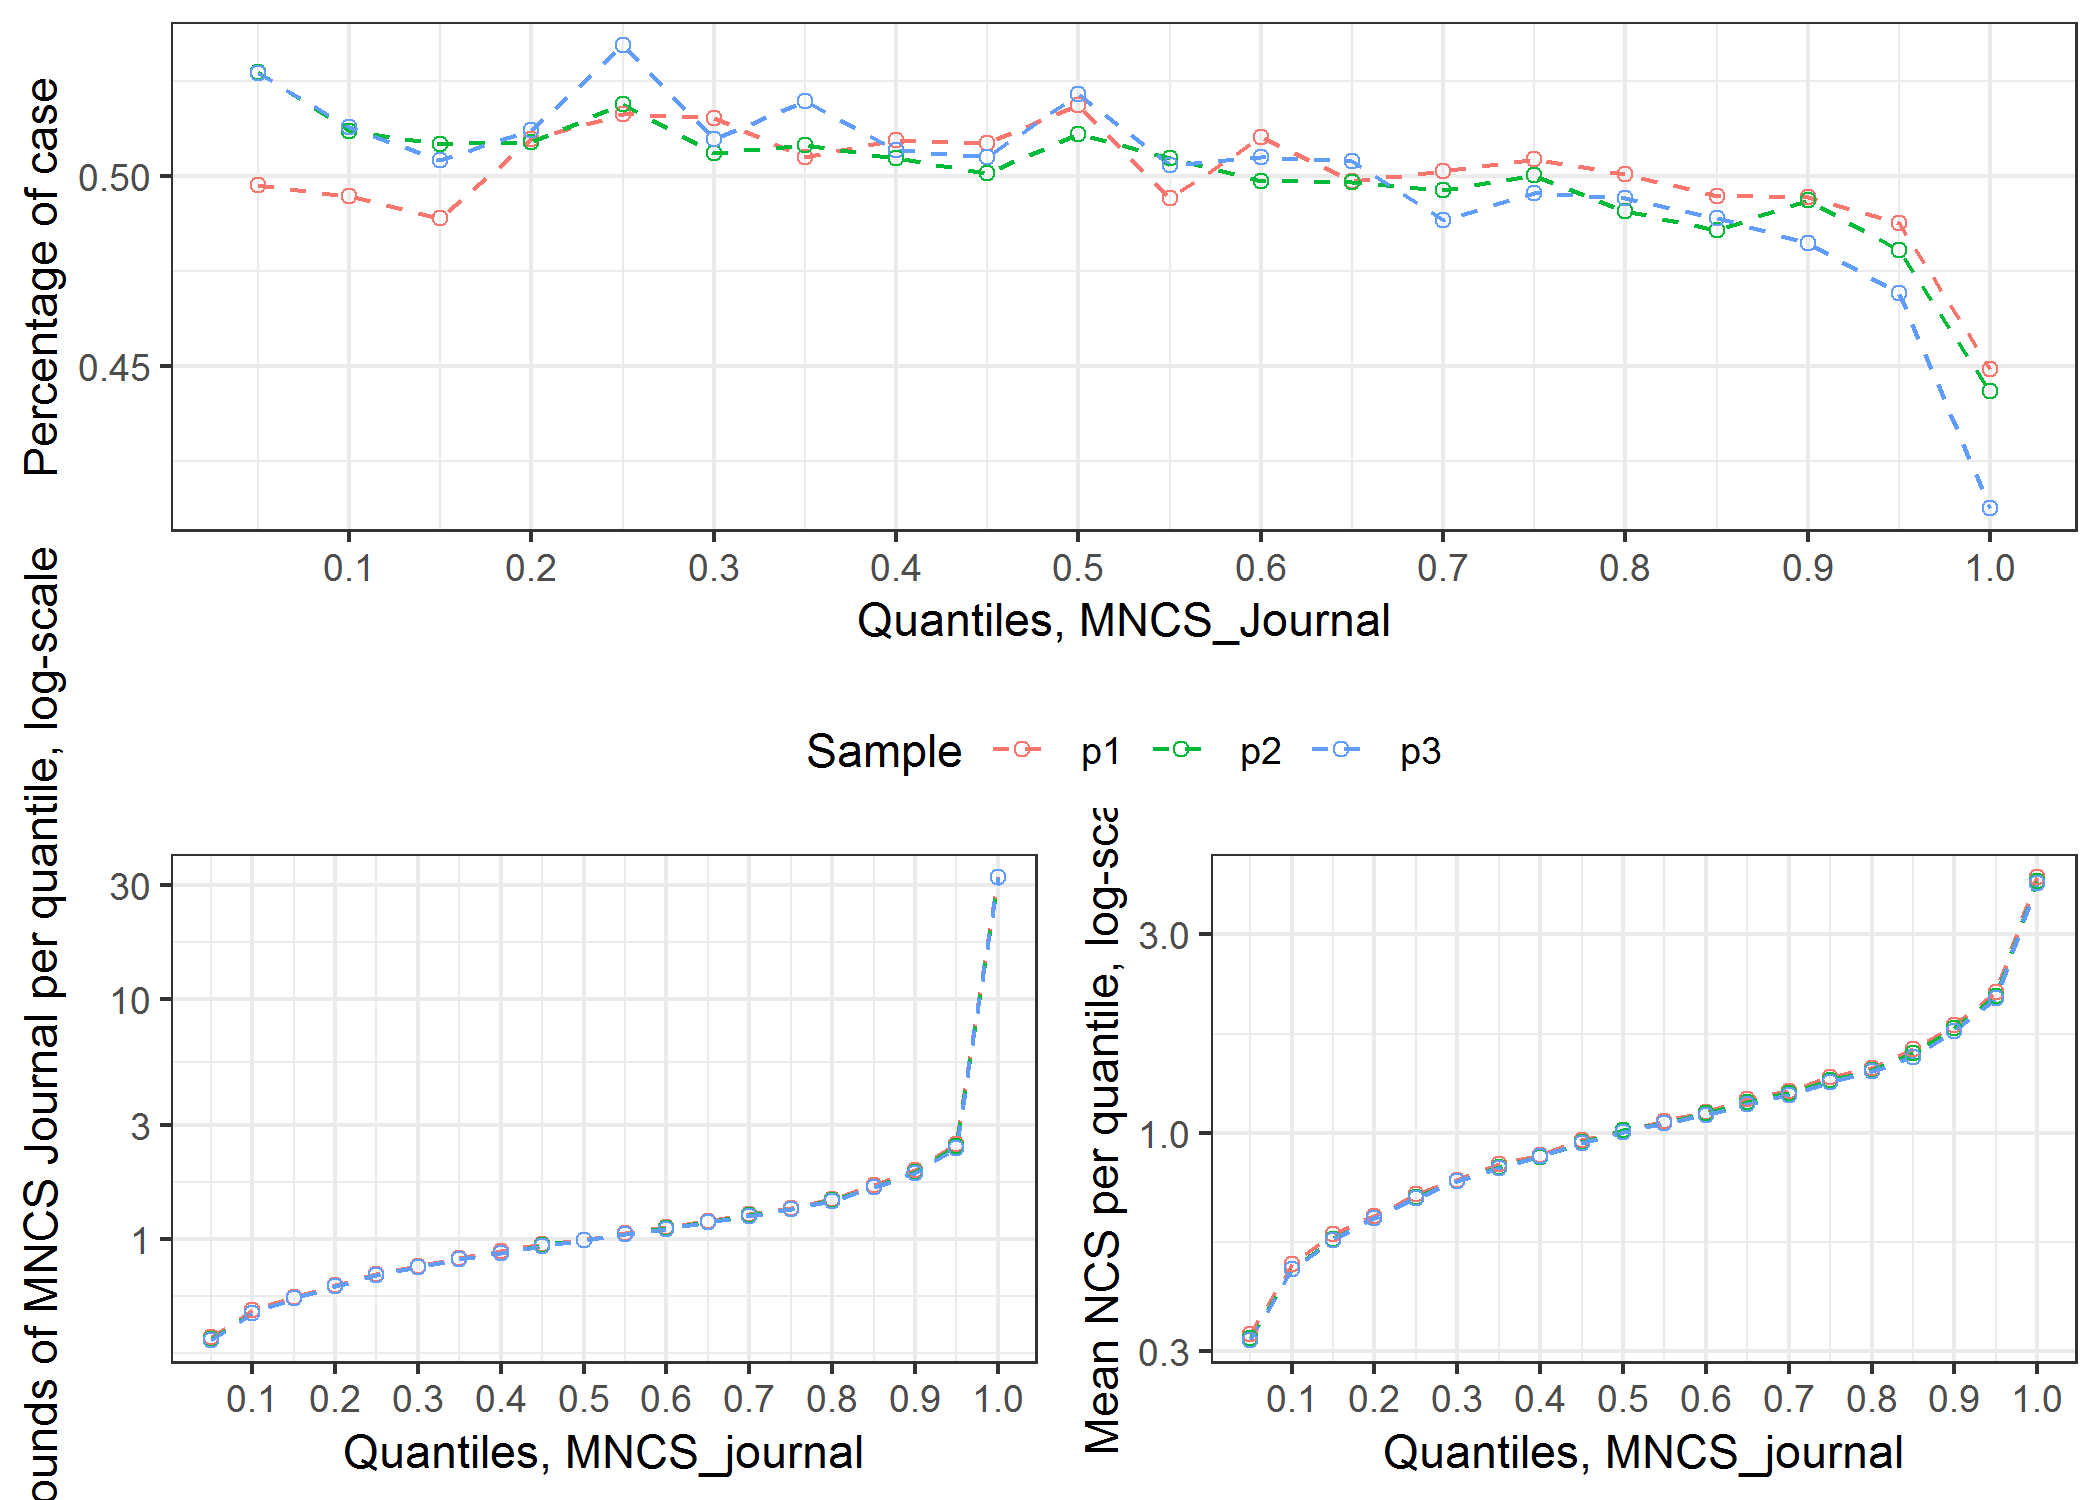 Percentage of case
0.50
0.45
0.1 0.2 0.3 0.4 0.5 0.6 0.7 0.8 0.9 1.0
Quantiles, MNCS_Journal
Sample p1 p2 p3
of MNCS Journal per quantile, log-scale
30
10
3
1
0.1 0.2 0.3 0.4 0.5 0.6 0.7 0.8 0.9 1.0
Quantiles, MNCS_journal
Mean NCS per quantile,
3.0
1.0
0.3
0.1 0.2 0.3 0.4 0.5 0.6 0.7 0.8 0.9 1.0
Quantiles, MNCS_journal